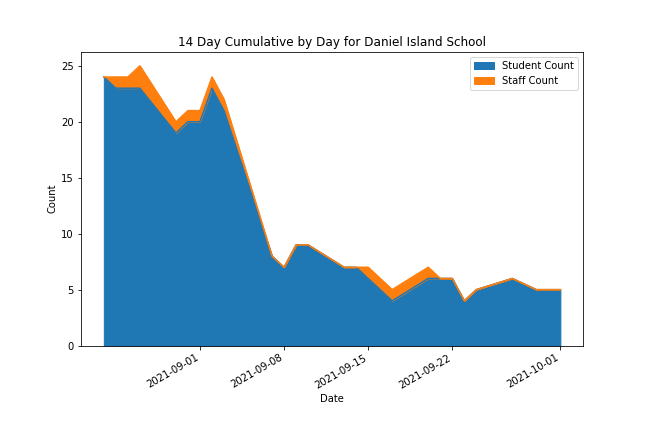 14 Day Cumulative by Day for Daniel Island School
Student Count
Staff Count
Count
25
20
15
10
5
0
2021-09-01
2021-09-08
2021-09-15
2021-09-22
2021-10-01
Date